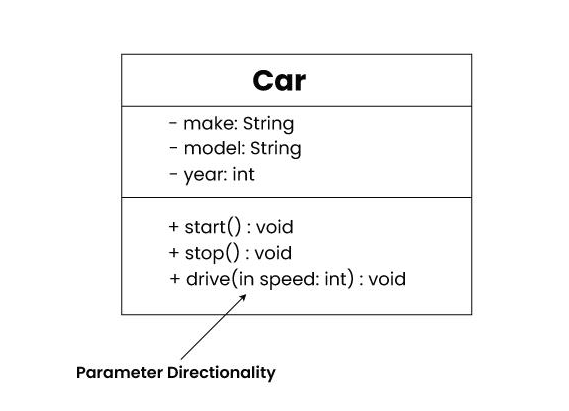 Car
- make: String
- model: String
- year: int
+ start() : void
+ stop() : void
+ drive(in speed: int) : void
Parameter Directionality